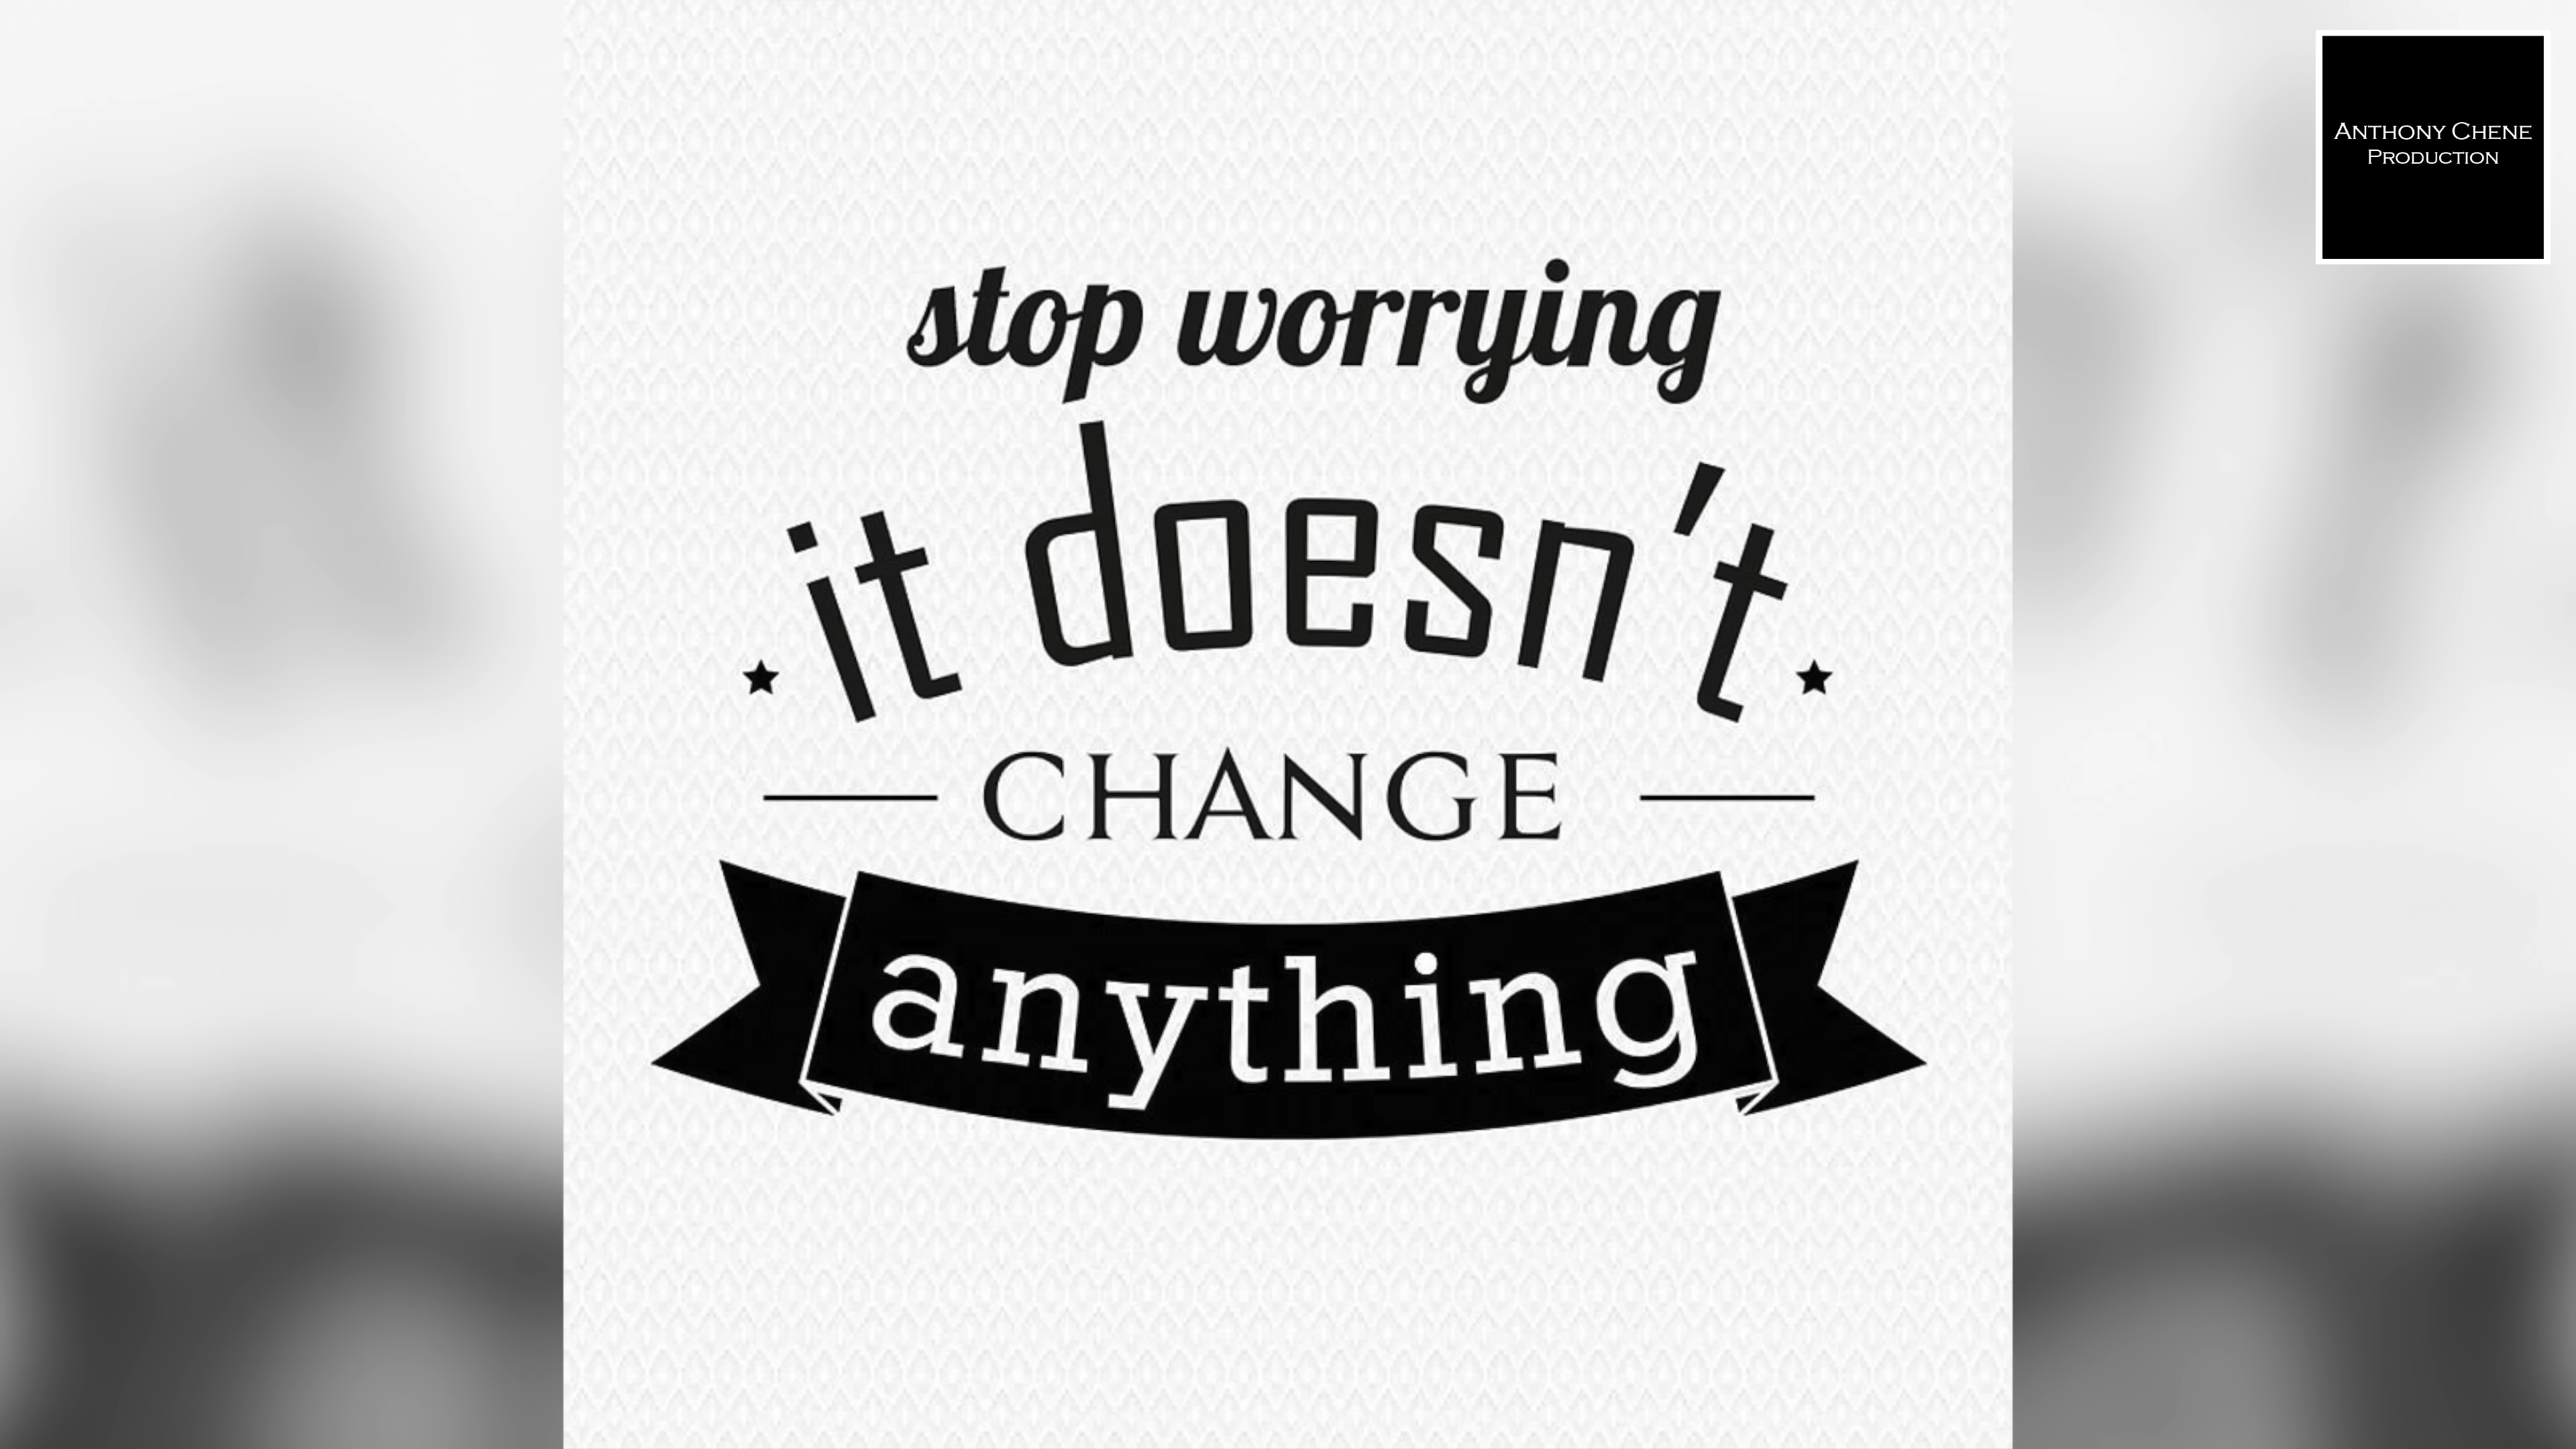 stop worrying
it doesn't
CHANGE
anything
ANTHONY CHENE
PRODUCTION